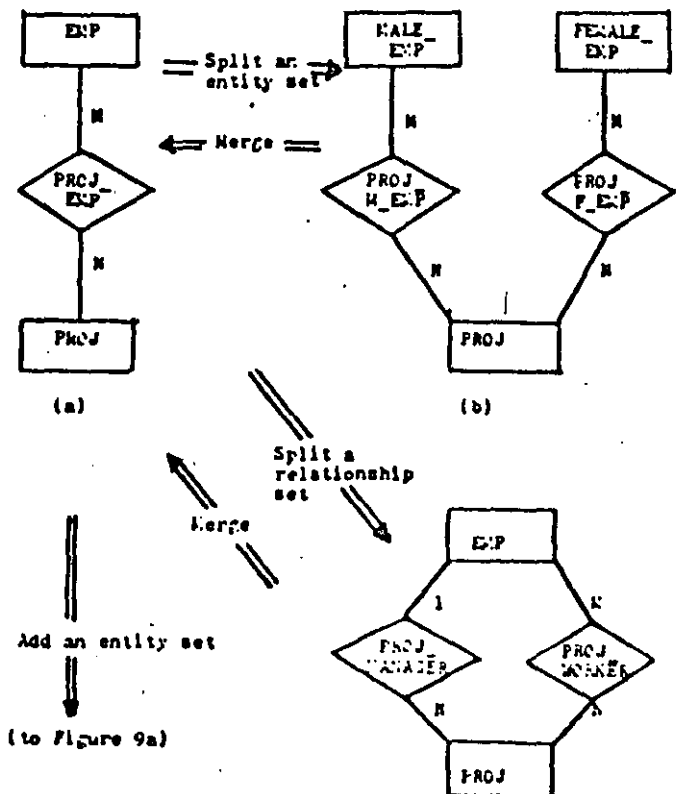 EMP
Split an
entity set
MALE_
EMP
FEMALE_
EMP
M
Merge
M
M
PROJ_
EMP
PROJ
M_EMP
PROJ
F_EMP
N
N
N
PROJ
PROJ
(a)
(b)
Split a
relationship
set
Merge
EMP
1
Add an entity set
PROJ_
MANAGER
PROJ
WORKER
N
(to Figure 9a)
PROJ